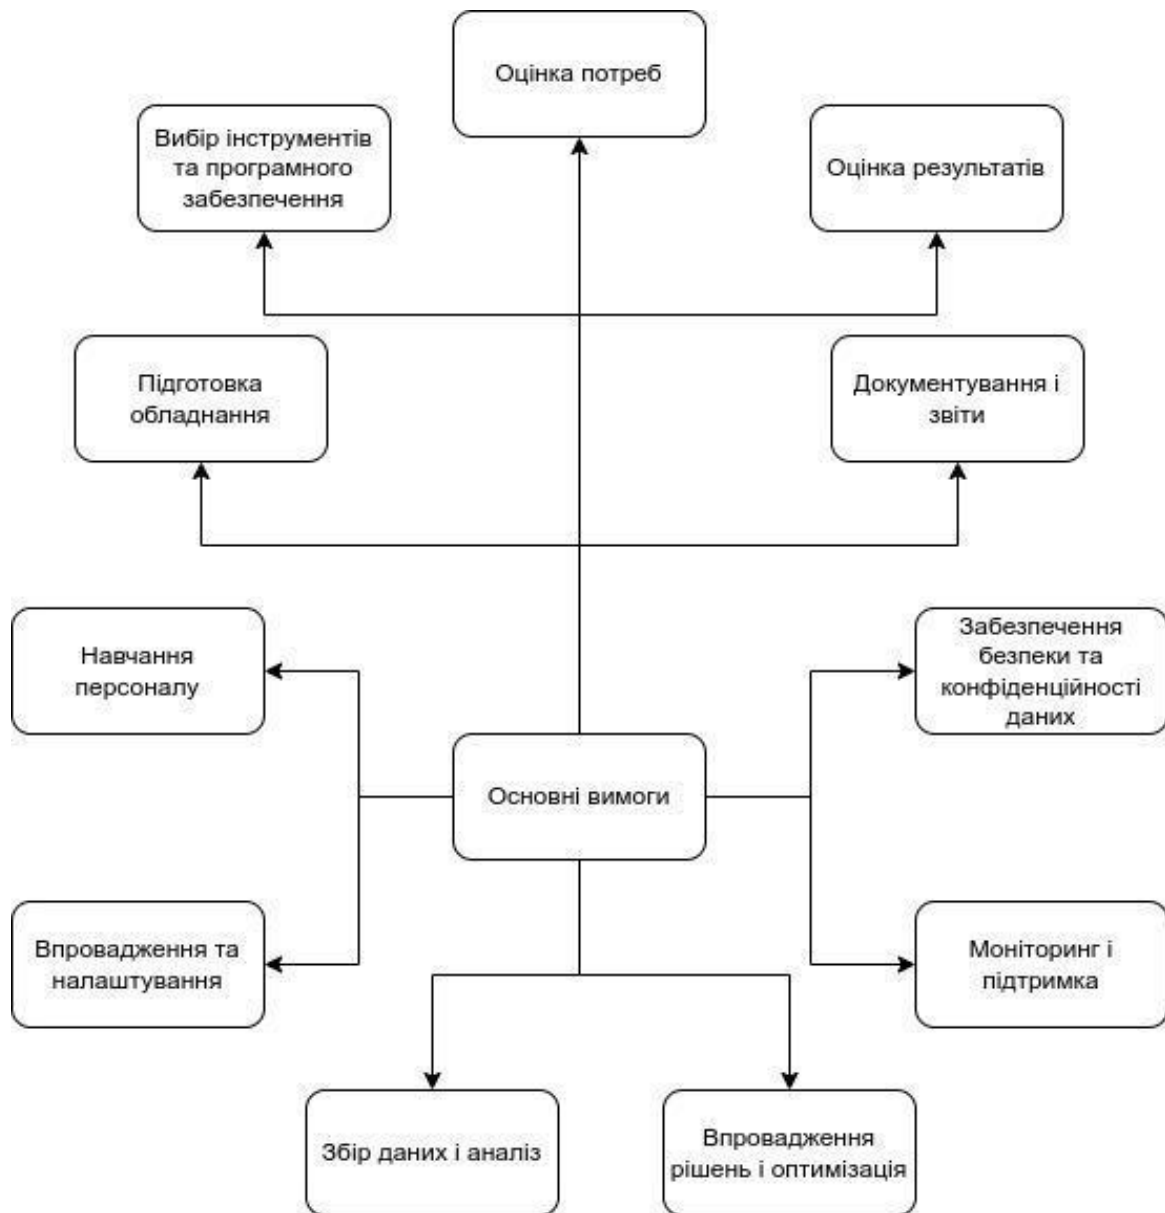 Оцінка потреб
Вибір інструментів
та програмного
забезпечення
Оцінка результатів
Підготовка
обладнання
Документування і
звіти
Навчання
персоналу
Забезпечення
безпеки та
конфіденційності
даних
Основні вимоги
Впровадження та
налаштування
Моніторинг і
підтримка
Збір даних і аналіз
Впровадження
рішень і оптимізація